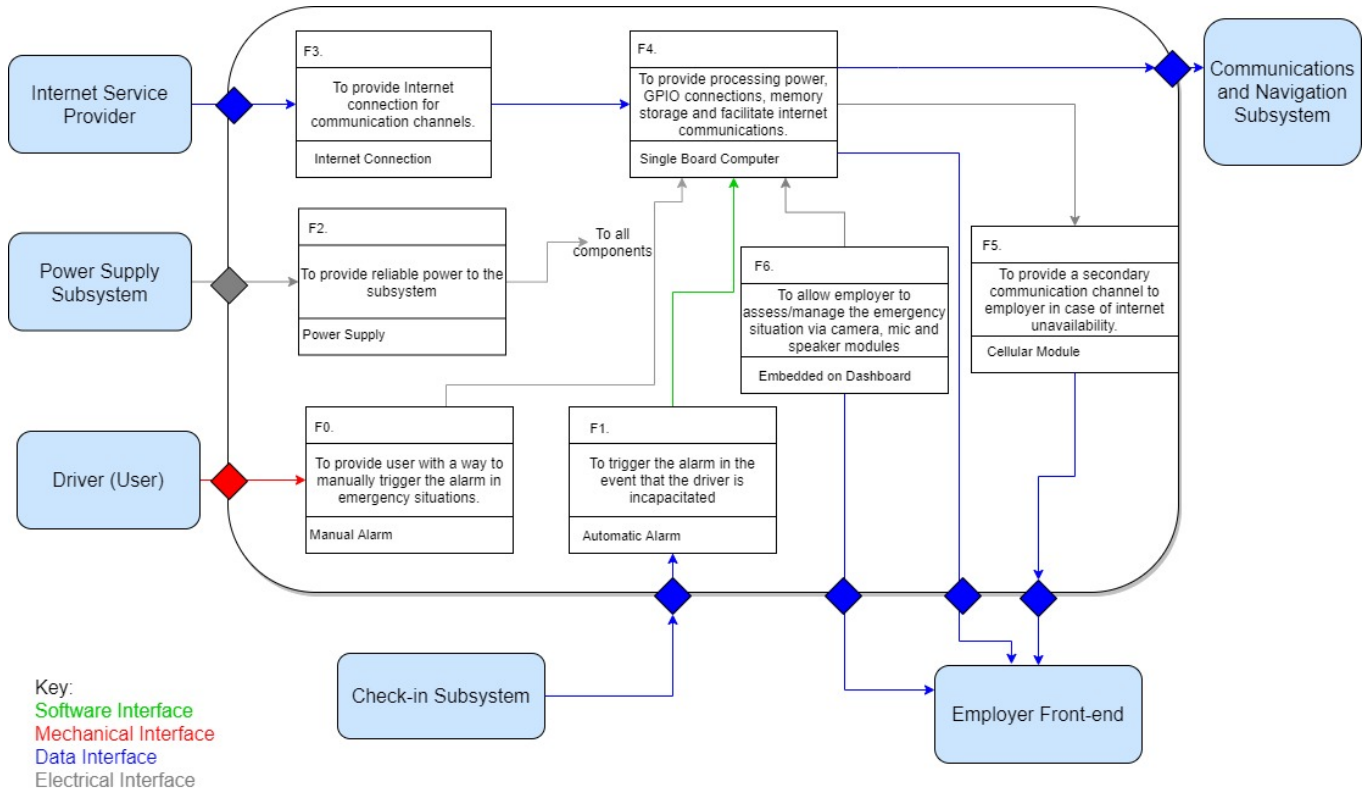 Internet Service
Provider
F3.
To provide Internet
connection for
communication channels.
Internet Connection
F4.
To provide processing power,
GPIO connections, memory
storage and facilitate internet
communications.
Single Board Computer
Communications
and Navigation
Subsystem
Power Supply
Subsystem
F2.
To provide reliable power to the
subsystem
Power Supply
To all
components
F6.
To allow employer to
assess/manage the emergency
situation via camera, mic and
speaker modules
Embedded on Dashboard
F5.
To provide a secondary
communication channel to
employer in case of internet
unavailability.
Cellular Module
Driver (User)
F0.
To provide user with a way to
manually trigger the alarm in
emergency situations.
Manual Alarm
F1.
To trigger the alarm in the
event that the driver is
incapacitated
Automatic Alarm
Check-in Subsystem
Employer Front-end
Key:
Software Interface
Mechanical Interface
Data Interface
Electrical Interface